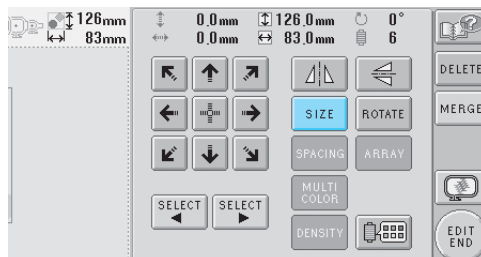 126mm 0.0mm 126.0mm 0°
83mm 0.0mm 83.0mm 6
DELETE
SIZE ROTATE MERGE
SPACING ARRAY
MULTI
COLOR
SELECT SELECT
DENSITY EDIT
END